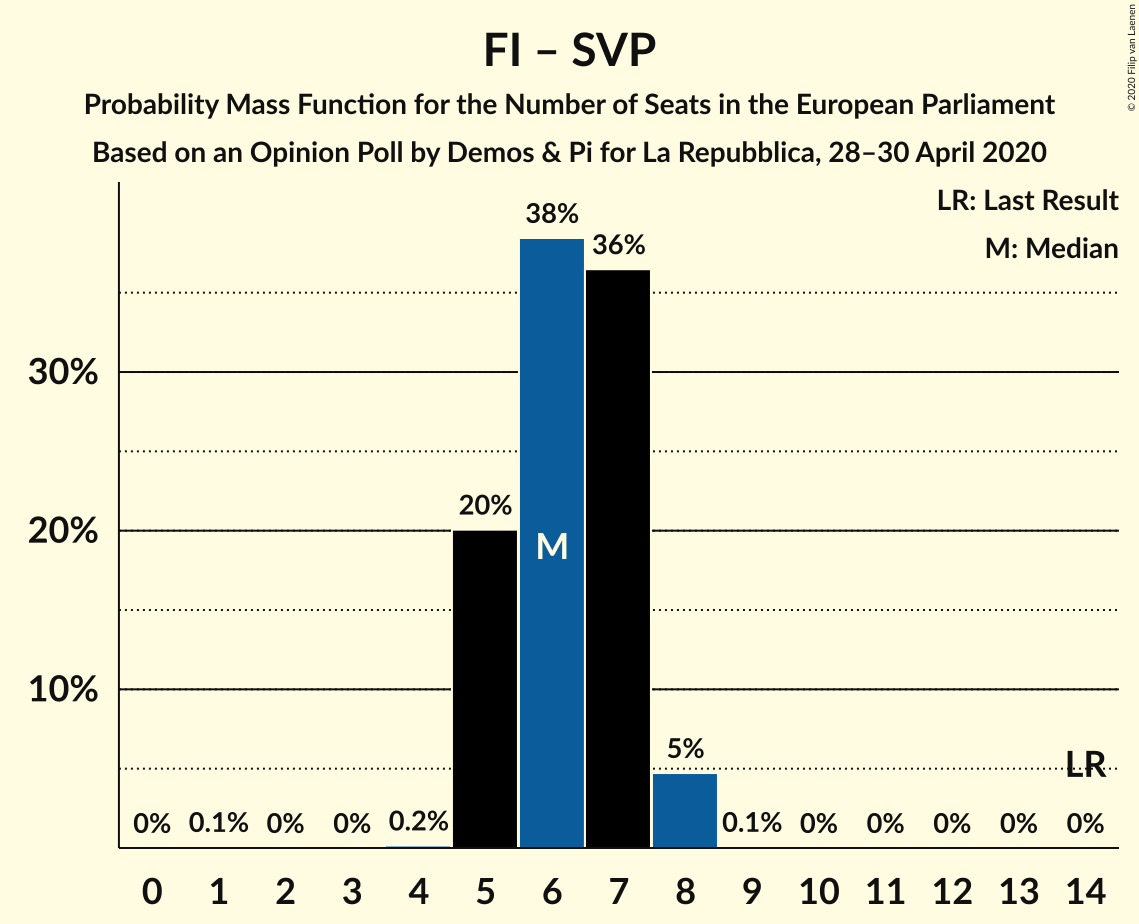 FI – SVP
Probability Mass Function for the Number of Seats in the European Parliament
Based on an Opinion Poll by Demos & Pi for La Repubblica, 28–30 April 2020
© 2020 Filip van Laenen
LR: Last Result
M: Median
38%
36%
30%
20%
20%
M
10%
5%
LR
0% 0.1% 0% 0% 0.2% 0.1% 0% 0% 0% 0% 0%
0 1 2 3 4 5 6 7 8 9 10 11 12 13 14